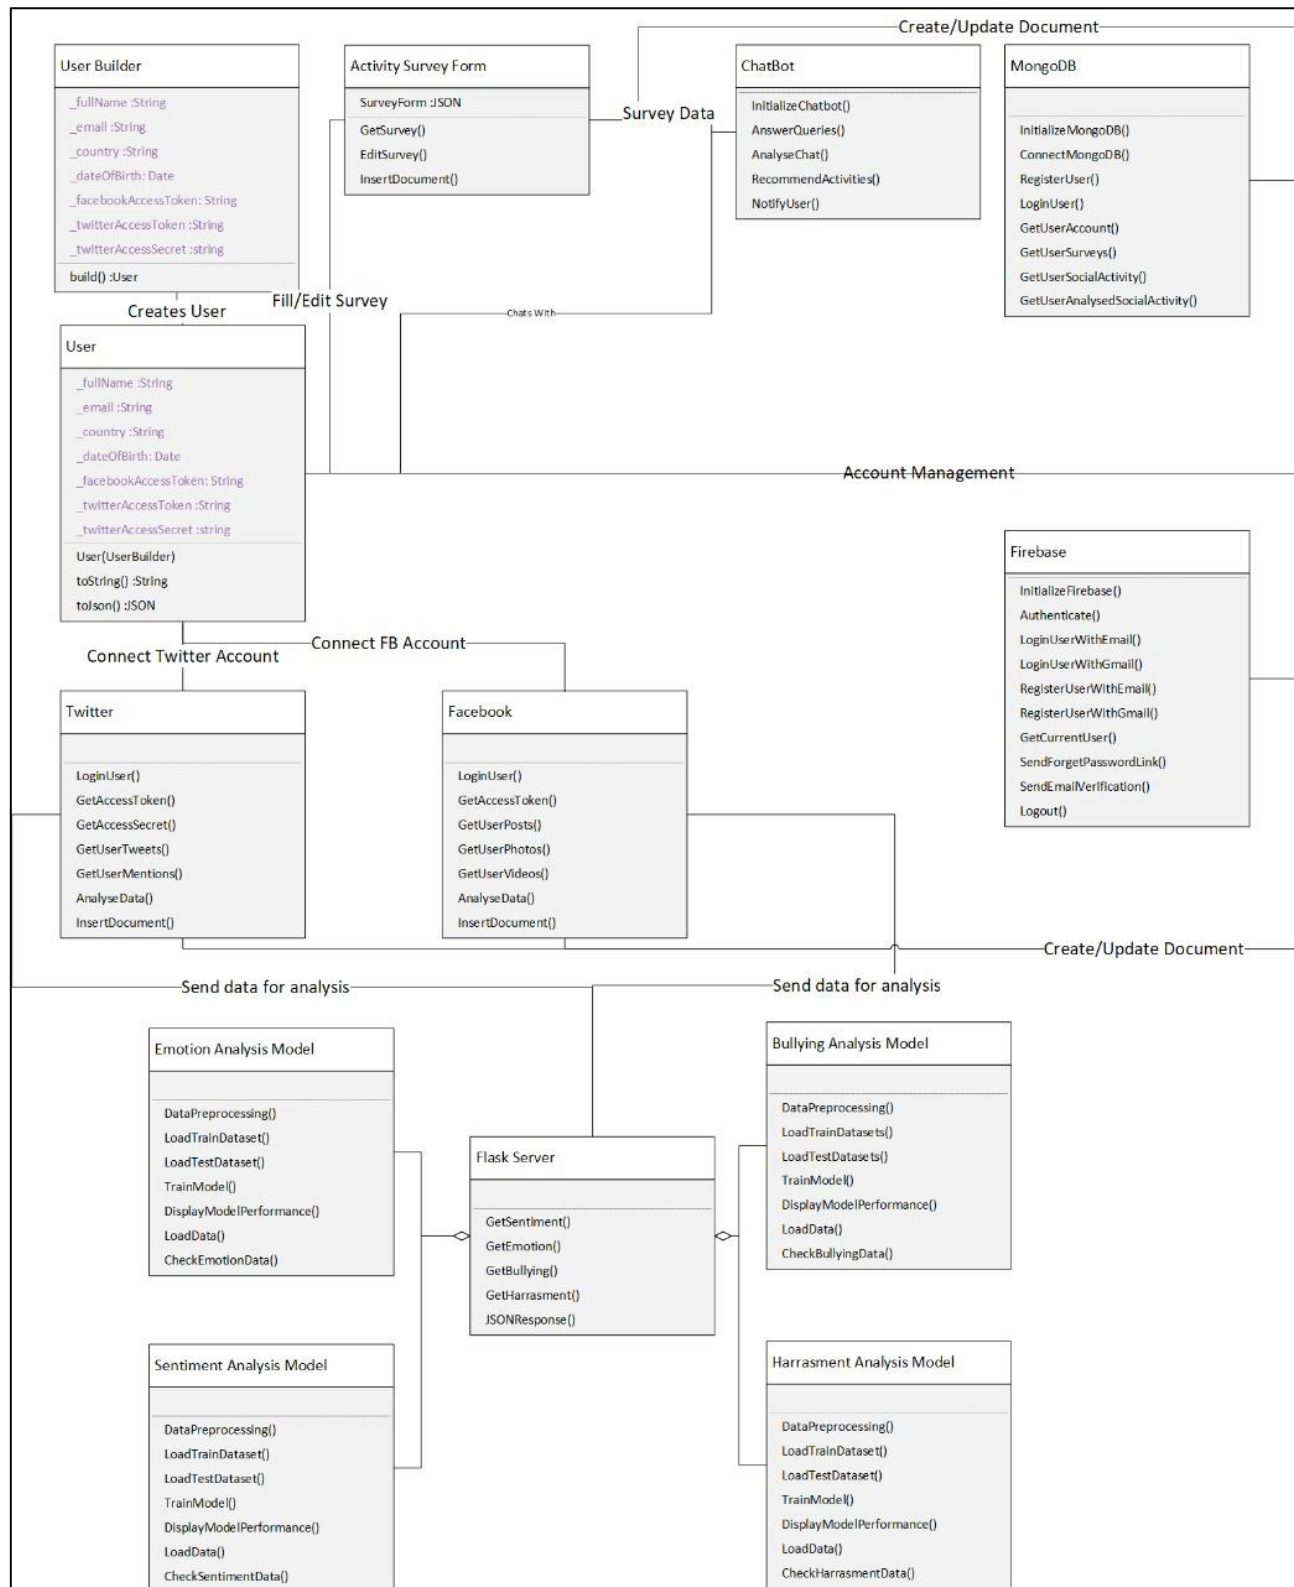 Create/Update Document
User Builder
_fullName :String
_email :String
_country :String
_dateOfBirth: Date
_facebookAccessToken: String
_twitterAccessToken :String
_twitterAccessSecret :string
build() :User
Activity Survey Form
SurveyForm :JSON
GetSurvey()
EditSurvey()
InsertDocument()
Survey Data
ChatBot
InitializeChatbot()
AnswerQueries()
AnalyseChat()
RecommendActivities()
NotifyUser()
MongoDB
InitializeMongoDB()
ConnectMongoDB()
RegisterUser()
LoginUser()
GetUserAccount()
GetUserSurveys()
GetUserSocialActivity()
GetUserAnalysedSocialActivity()
Creates User
Fill/Edit Survey
Chats With
User
_fullName :String
_email :String
_country :String
_dateOfBirth: Date
_facebookAccessToken: String
_twitterAccessToken :String
_twitterAccessSecret :string
User(UserBuilder)
toString() :String
toJson() :JSON
Account Management
Firebase
InitializeFirebase()
Authenticate()
LoginUserWithEmail()
LoginUserWithGmail()
RegisterUserWithEmail()
RegisterUserWithGmail()
GetCurrentUser()
SendForgetPasswordLink()
SendEmailVerification()
Logout()
Connect Twitter Account
Connect FB Account
Twitter
LoginUser()
GetAccessToken()
GetAccessSecret()
GetUserTweets()
GetUserMentions()
AnalyseData()
InsertDocument()
Facebook
LoginUser()
GetAccessToken()
GetUserPosts()
GetUserPhotos()
GetUserVideos()
AnalyseData()
InsertDocument()
Create/Update Document
Send data for analysis
Send data for analysis
Emotion Analysis Model
DataPreprocessing()
LoadTrainDataset()
LoadTestDataset()
TrainModel()
DisplayModelPerformance()
LoadData()
CheckEmotionData()
Bullying Analysis Model
DataPreprocessing()
LoadTrainDatasets()
LoadTestDatasets()
TrainModel()
DisplayModelPerformance()
LoadData()
CheckBullyingData()
Flask Server
GetSentiment()
GetEmotion()
GetBullying()
GetHarrasment()
JSONResponse()
Sentiment Analysis Model
DataPreprocessing()
LoadTrainDataset()
LoadTestDataset()
TrainModel()
DisplayModelPerformance()
LoadData()
CheckSentimentData()
Harrasment Analysis Model
DataPreprocessing()
LoadTrainDataset()
LoadTestDataset()
TrainModel()
DisplayModelPerformance()
LoadData()
CheckHarrasmentData()